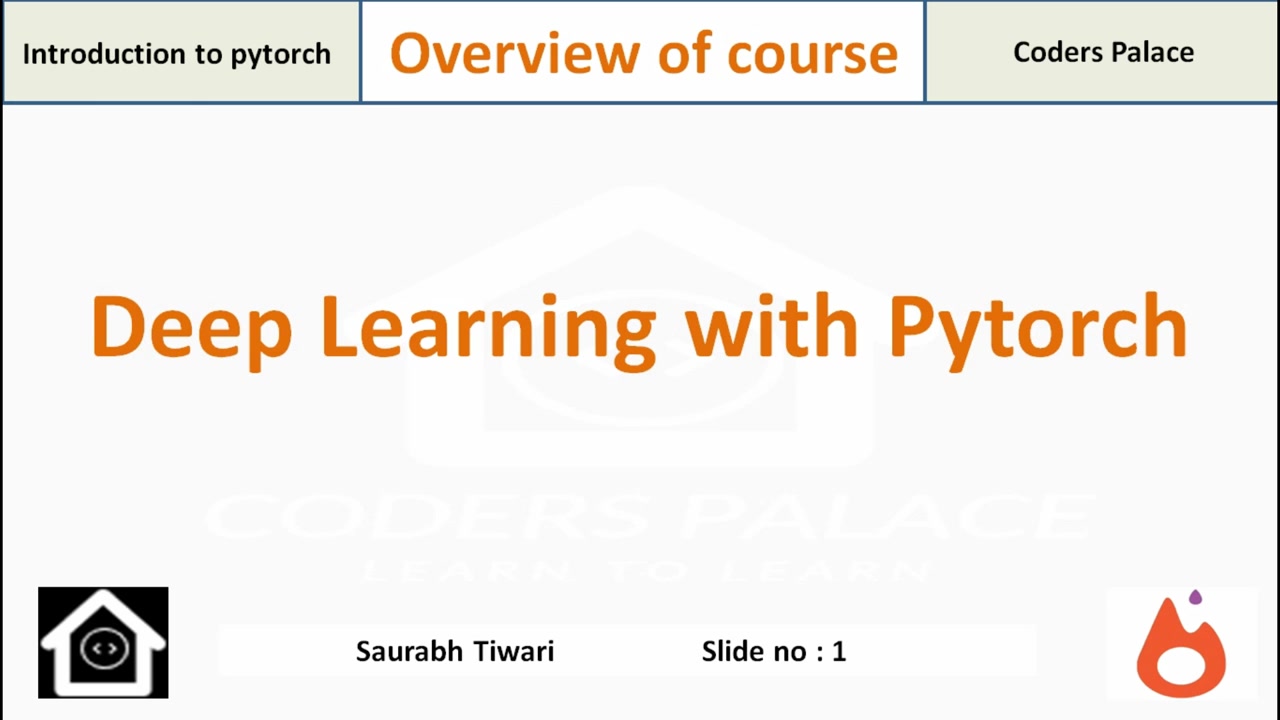 Introduction to pytorch
Overview of course
Coders Palace
Deep Learning with Pytorch
CODERS PALACE
LEARN TO LEARN
Saurabh Tiwari
Slide no : 1